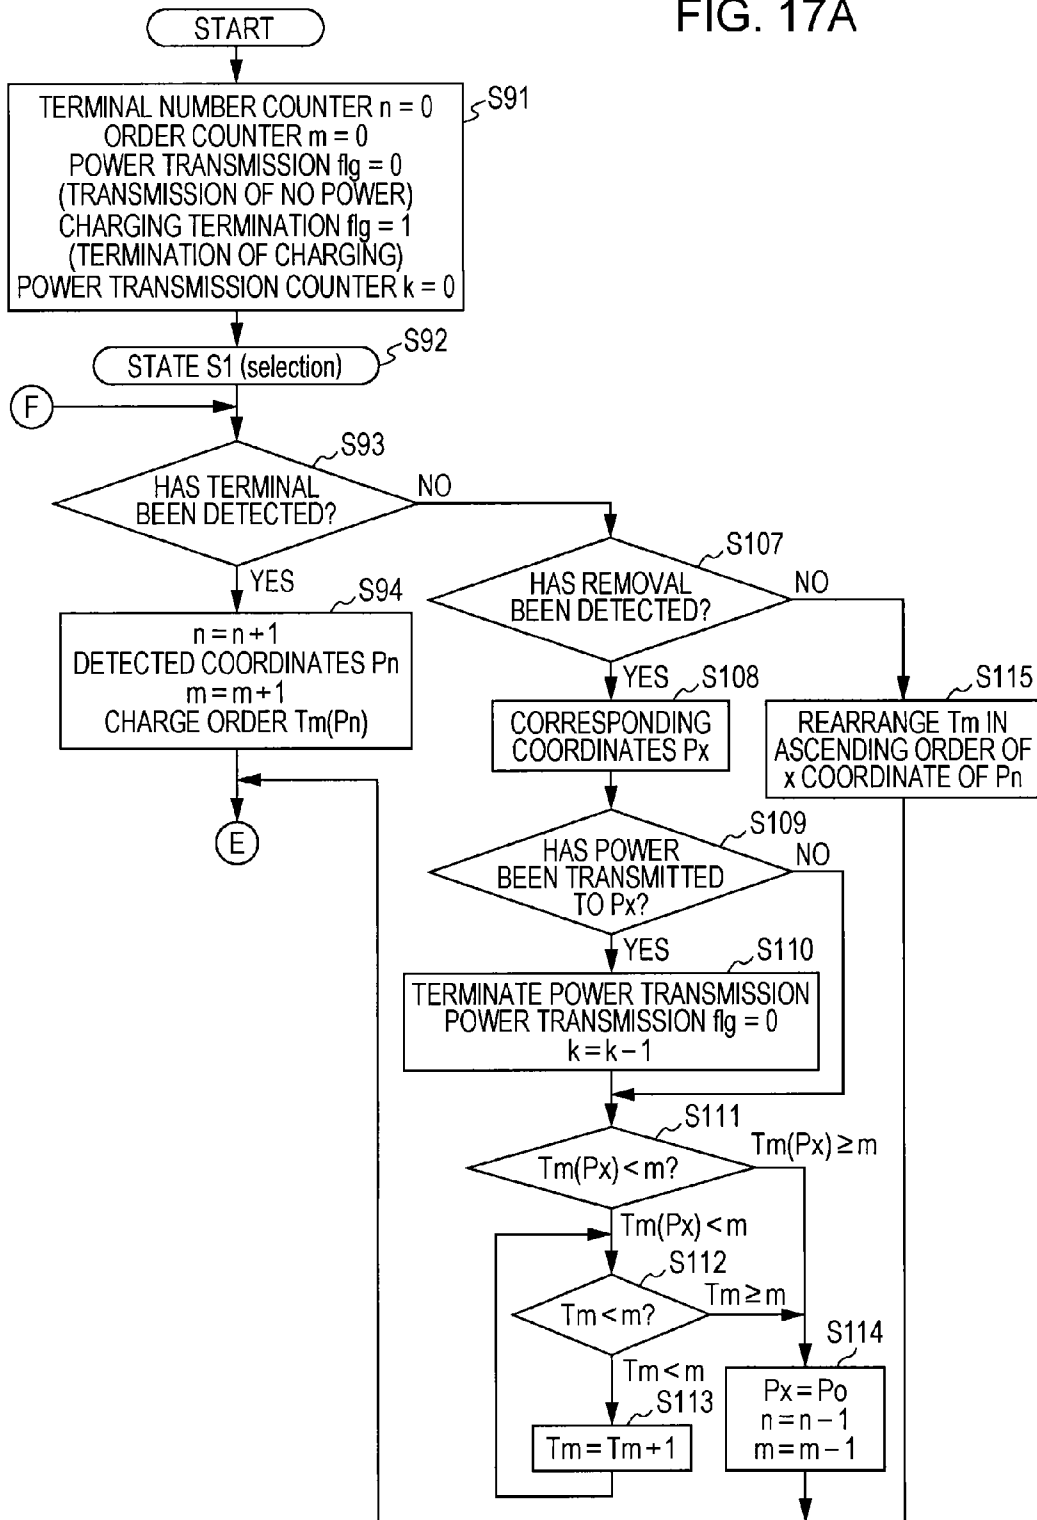 FIG. 17A
START
S91
TERMINAL NUMBER COUNTER n = 0
ORDER COUNTER m = 0
POWER TRANSMISSION flg = 0
(TRANSMISSION OF NO POWER)
CHARGING TERMINATION flg = 1
(TERMINATION OF CHARGING)
POWER TRANSMISSION COUNTER k = 0
S92
STATE S1 (selection)
F
S93
HAS TERMINAL
BEEN DETECTED?
NO
YES
S94
n = n + 1
DETECTED COORDINATES Pn
m = m + 1
CHARGE ORDER Tm(Pn)
E
S107
HAS REMOVAL
BEEN DETECTED?
NO
YES
S108
CORRESPONDING
COORDINATES Px
S115
REARRANGE Tm IN
ASCENDING ORDER OF
x COORDINATE OF Pn
S109
HAS POWER
BEEN TRANSMITTED
TO Px?
NO
YES
S110
TERMINATE POWER TRANSMISSION
POWER TRANSMISSION flg = 0
k = k - 1
S111
Tm(Px) < m?
Tm(Px) ≥ m
Tm(Px) < m
S112
Tm < m?
Tm ≥ m
Tm < m
S113
Tm = Tm + 1
S114
Px = Po
n = n - 1
m = m - 1